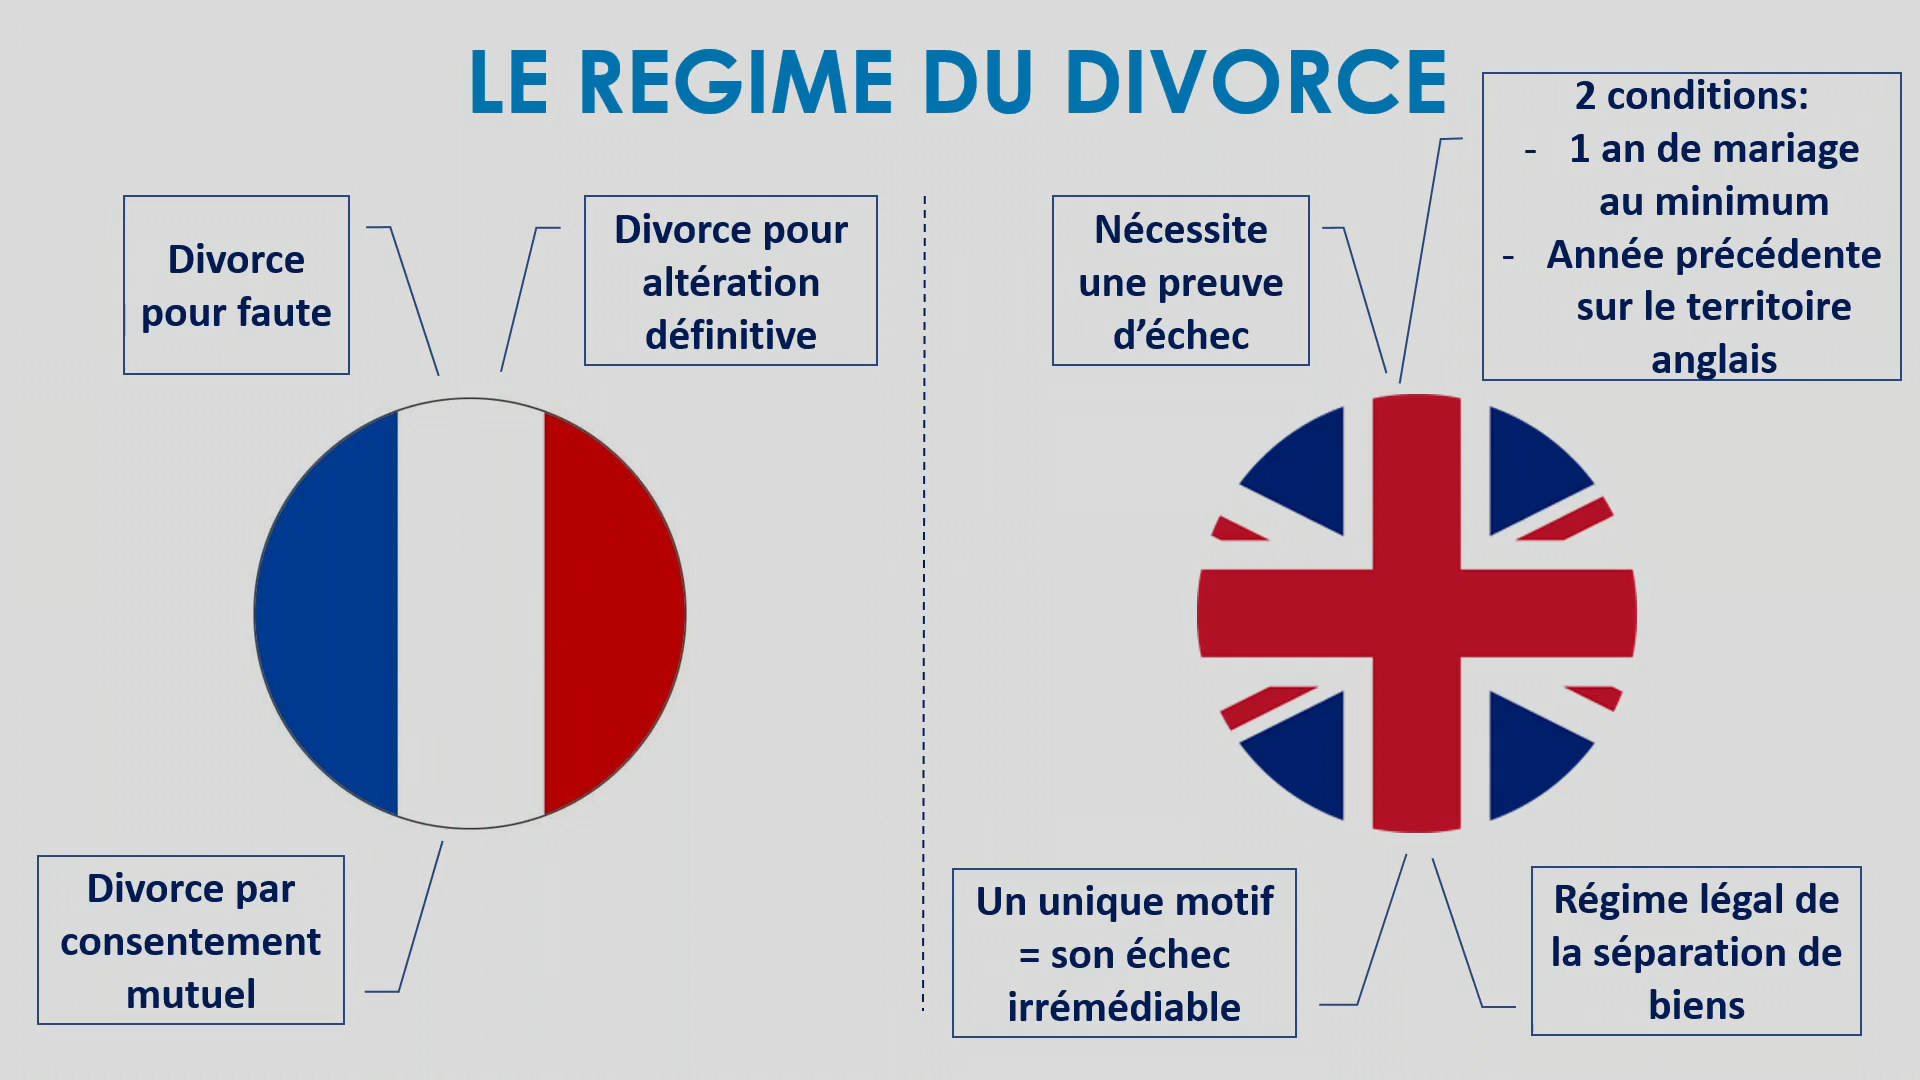 LE REGIME DU DIVORCE
2 conditions:
- 1 an de mariage
au minimum
- Année précédente
sur le territoire
anglais
Divorce
pour faute
Divorce pour
altération
définitive
Nécessite
une preuve
d’échec
Divorce par
consentement
mutuel
Un unique motif
= son échec
irrémédiable
Régime légal de
la séparation de
biens